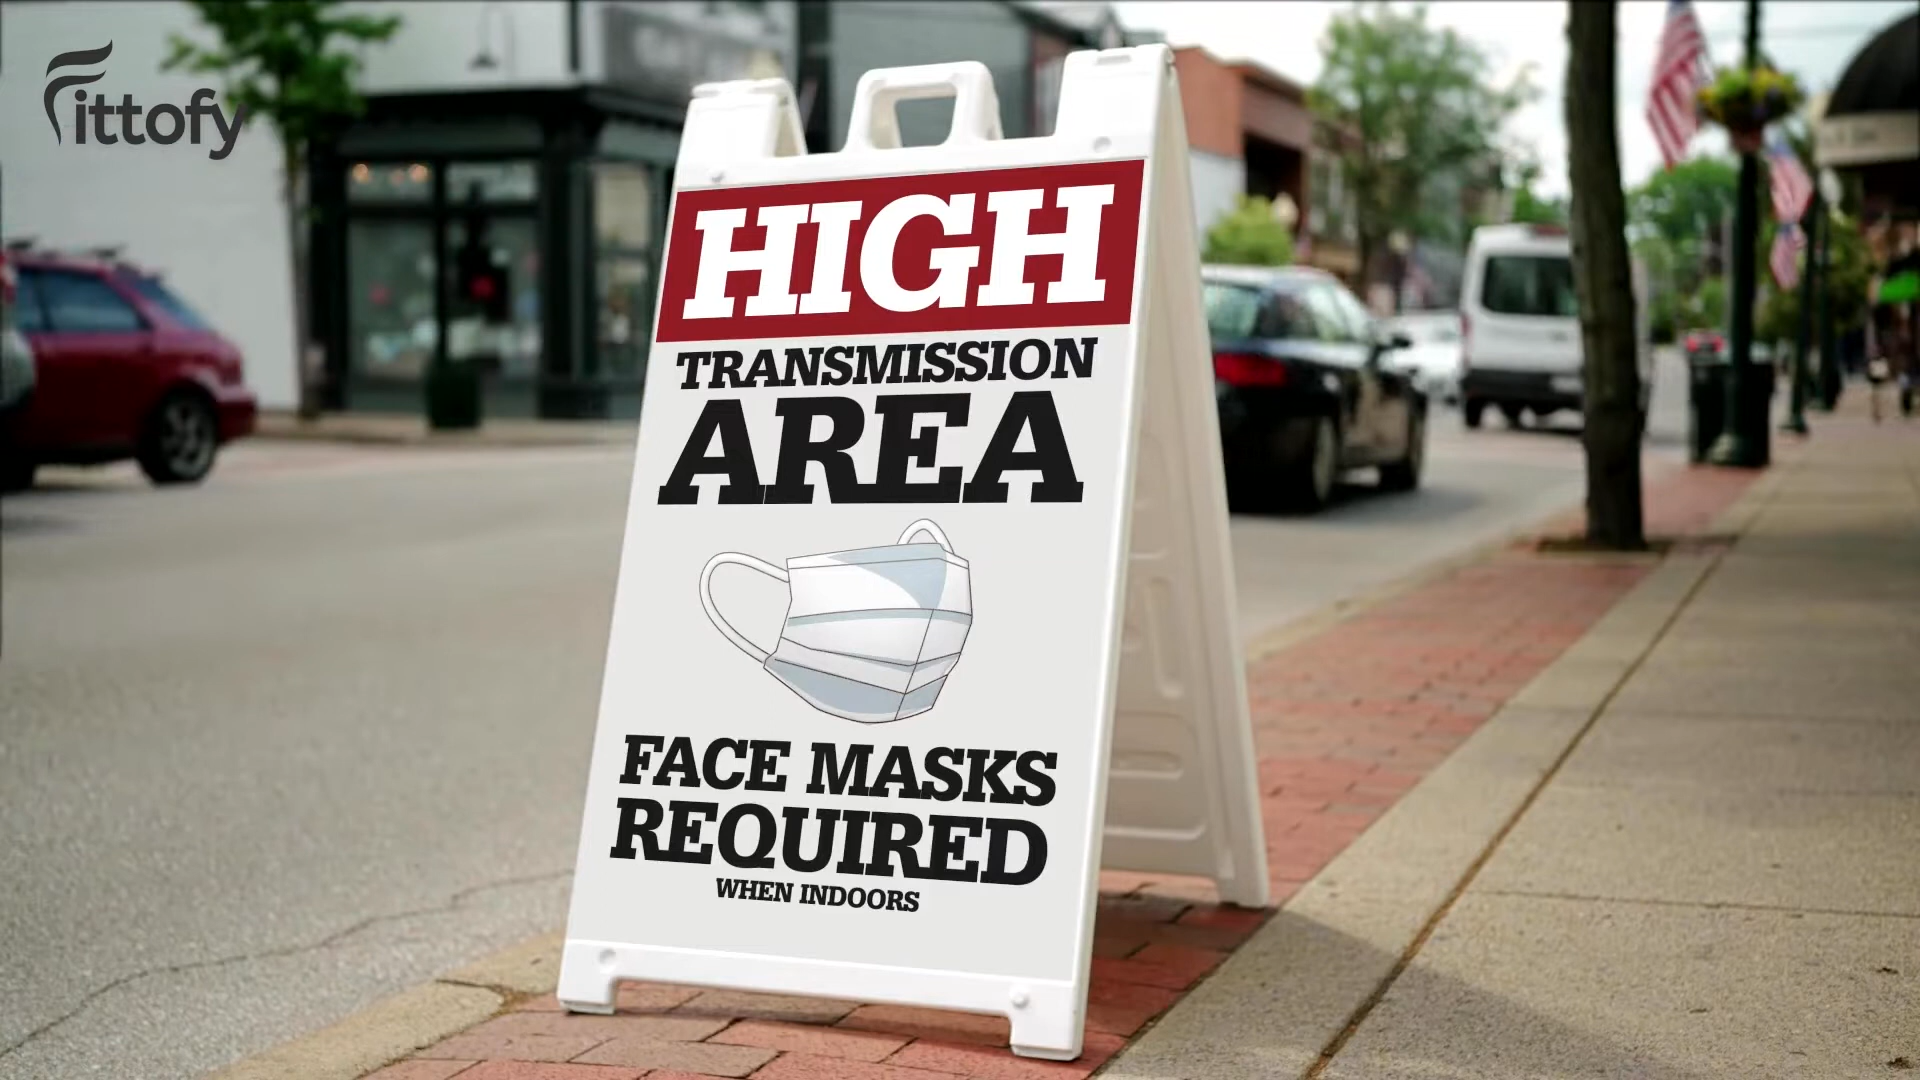 Fittofy
HIGH
TRANSMISSION
AREA
FACE MASKS
REQUIRED
WHEN INDOORS